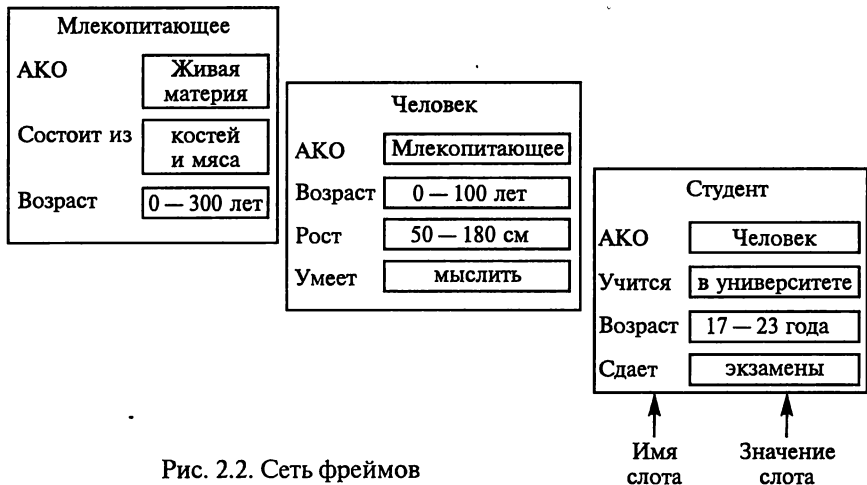 Млекопитающее
АКО
Живая
материя
Состоит из
костей
и мяса
Возраст
0 — 300 лет
Человек
АКО
Млекопитающее
Возраст
0 — 100 лет
Рост
50 — 180 см
Умеет
мыслить
Студент
АКО
Человек
Учится
в университете
Возраст
17 — 23 года
Сдает
экзамены
Имя
слота
Значение
слота
Рис. 2.2. Сеть фреймов